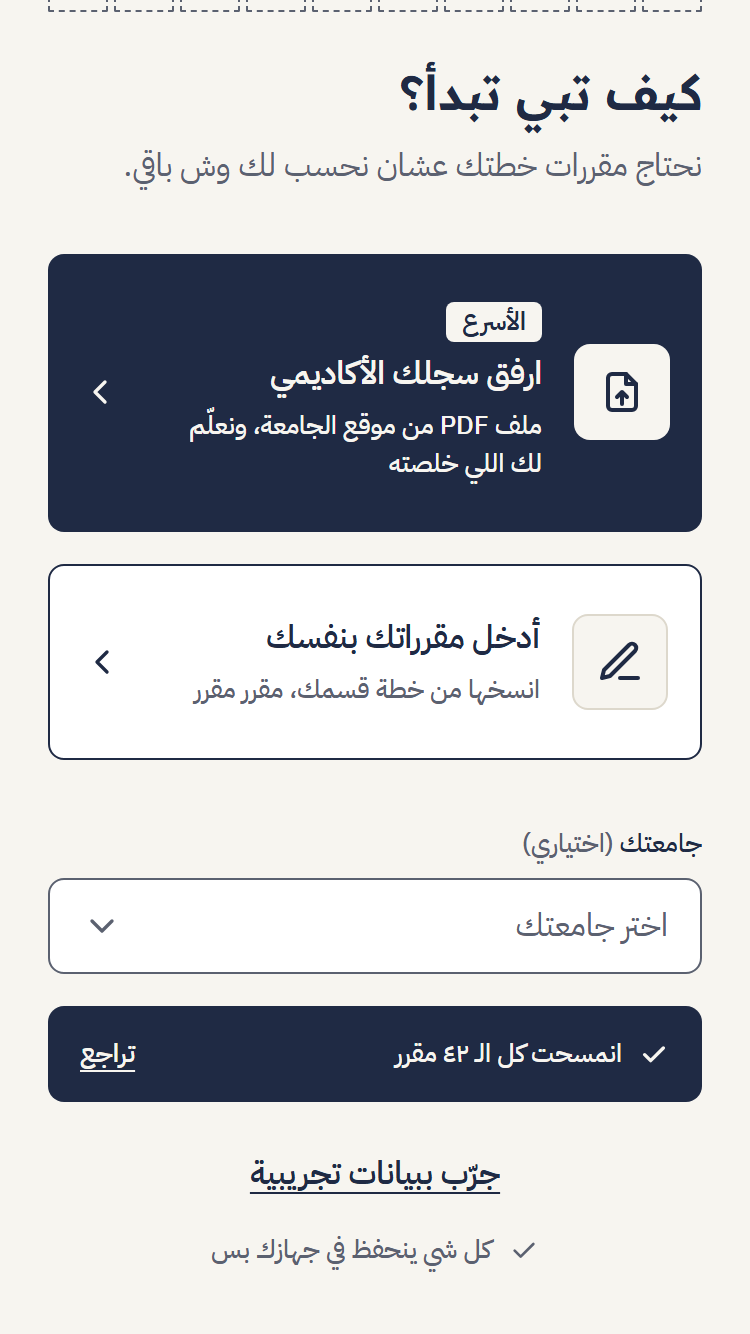 كيف تبي تبدأ؟
نحتاج مقررات خطتك عشان نحسب لك وش باقي.
الأسرع
ارفق سجلك الأكاديمي
ملف PDF من موقع الجامعة، ونعلّم
لك اللي خلصته
أدخل مقرراتك بنفسك
انسخها من خطة قسمك، مقرر مقرر
جامعتك (اختياري)
اختر جامعتك
انمسحت كل الـ ٤٢ مقرر
تراجع
جرّب ببيانات تجريبية
كل شي ينحفظ في جهازك بس